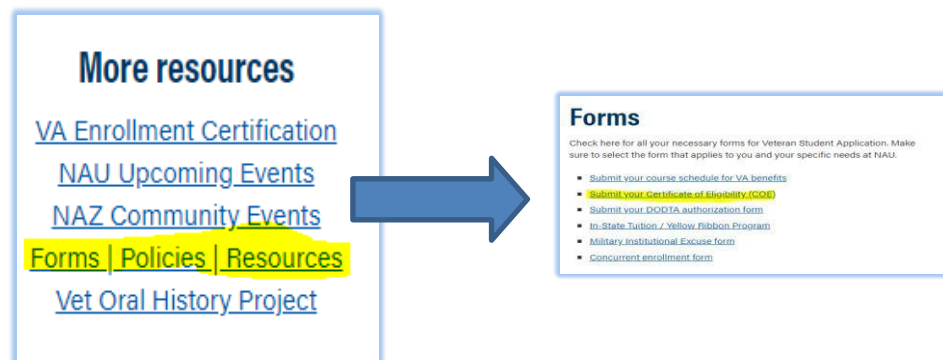 More resources
VA Enrollment Certification
NAU Upcoming Events
NAZ Community Events
Forms | Policies | Resources
Vet Oral History Project
Forms
Check here for all your necessary forms for Veteran Student Application. Make
sure to select the form that applies to you and your specific needs at NAU.
Submit your course schedule for VA benefits
Submit your Certificate of Eligibility (COE)
Submit your DODTA authorization form
In-State Tuition / Yellow Ribbon Program
Military Institutional Excuse form
Concurrent enrollment form